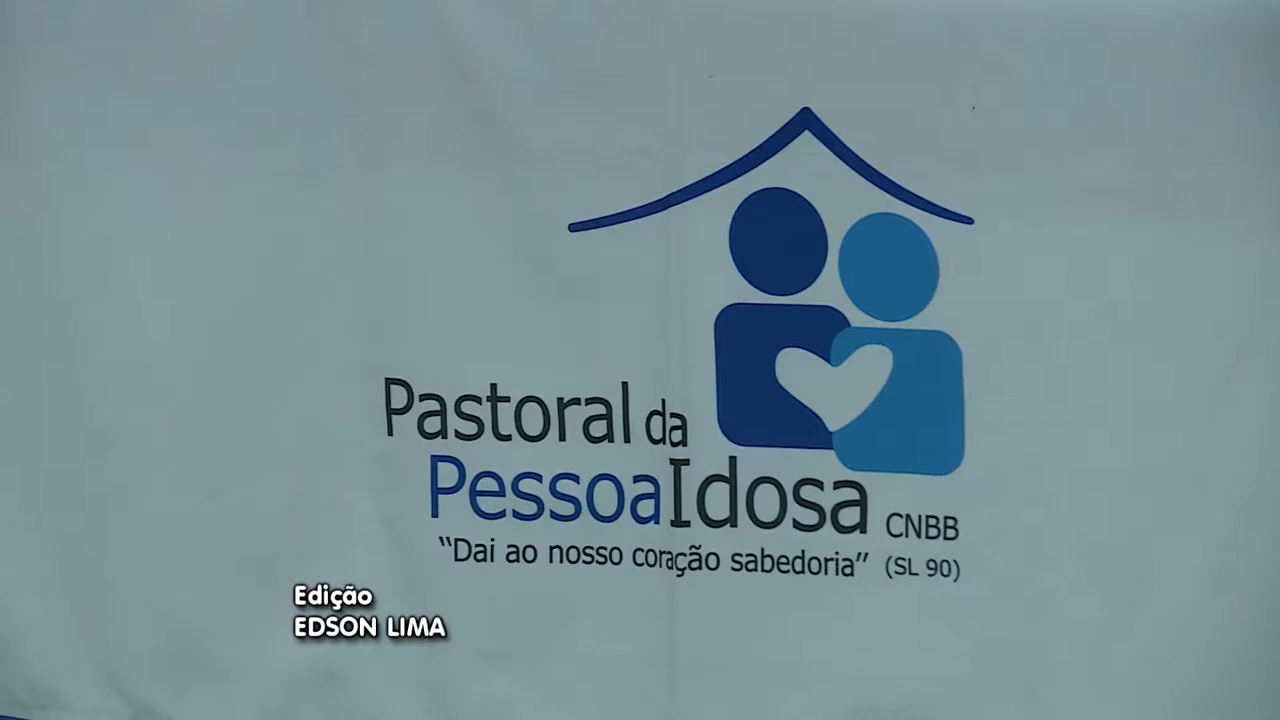 Pastoral da
PessoaIdosa CNBB
“Dai ao nosso coração sabedoria” (SL 90)
Edição
EDSON LIMA